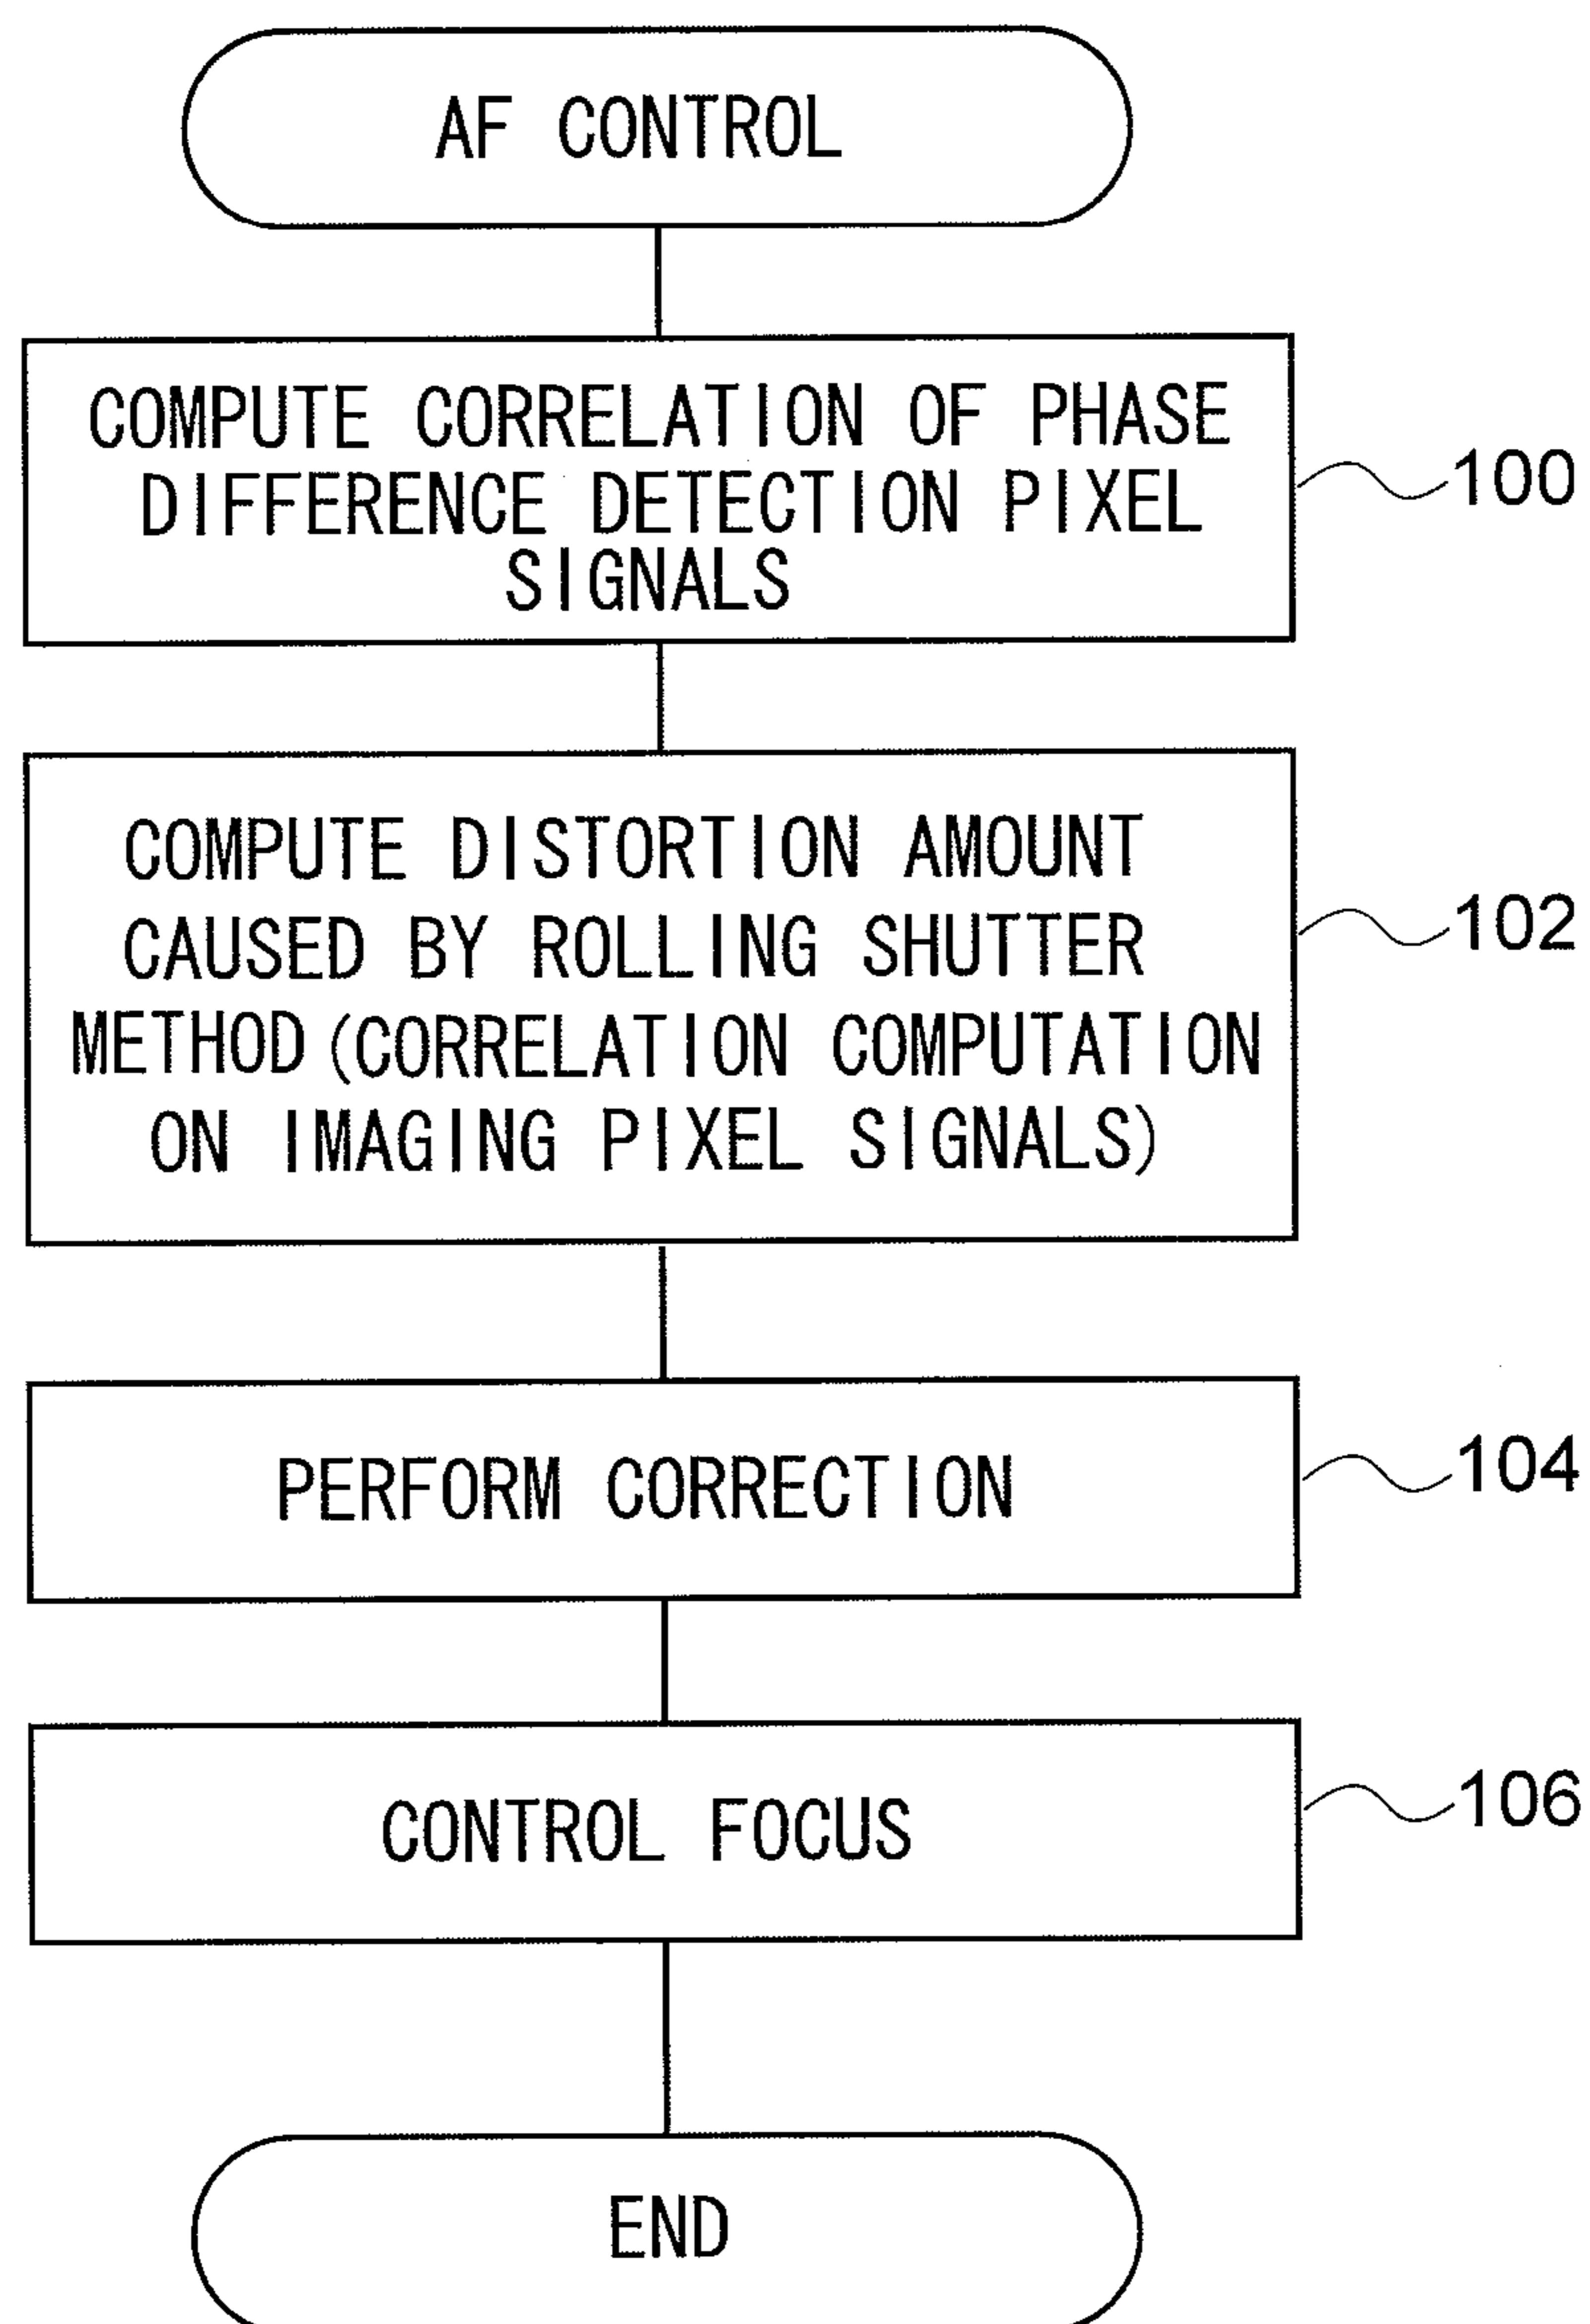 AF CONTROL
COMPUTE CORRELATION OF PHASE
DIFFERENCE DETECTION PIXEL
SIGNALS
100
COMPUTE DISTORTION AMOUNT
CAUSED BY ROLLING SHUTTER
METHOD (CORRELATION COMPUTATION
ON IMAGING PIXEL SIGNALS)
102
PERFORM CORRECTION
104
CONTROL FOCUS
106
END